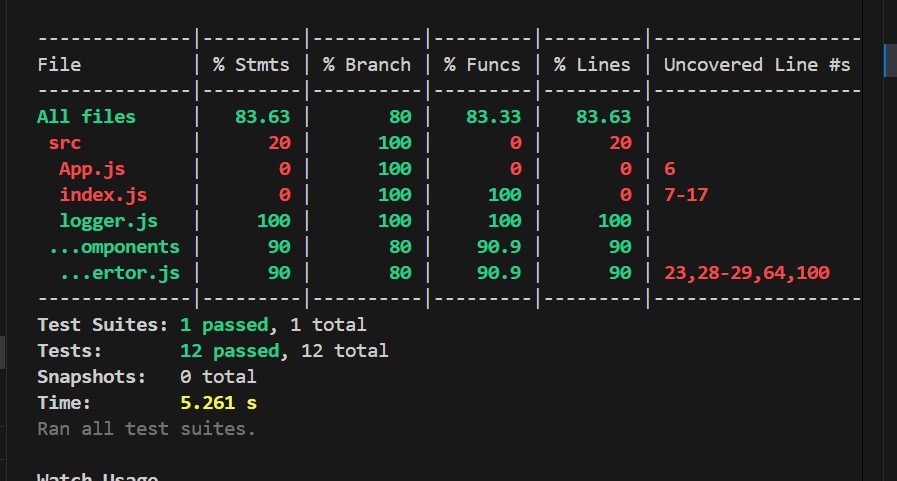 ---------------|---------|----------|---------|---------|-------------------
File           | % Stmts | % Branch | % Funcs | % Lines | Uncovered Line #s
---------------|---------|----------|---------|---------|-------------------
All files      |   83.63 |       80 |   83.33 |   83.63 |
 src           |      20 |      100 |       0 |      20 |
  App.js       |       0 |      100 |       0 |       0 | 6
  index.js     |       0 |      100 |     100 |       0 | 7-17
  logger.js    |     100 |      100 |     100 |     100 |
 ...omponents  |      90 |       80 |    90.9 |      90 |
  ...ertor.js  |      90 |       80 |    90.9 |      90 | 23,28-29,64,100
---------------|---------|----------|---------|---------|-------------------
Test Suites: 1 passed, 1 total
Tests:       12 passed, 12 total
Snapshots:   0 total
Time:        5.261 s
Ran all test suites.
Watch Usage